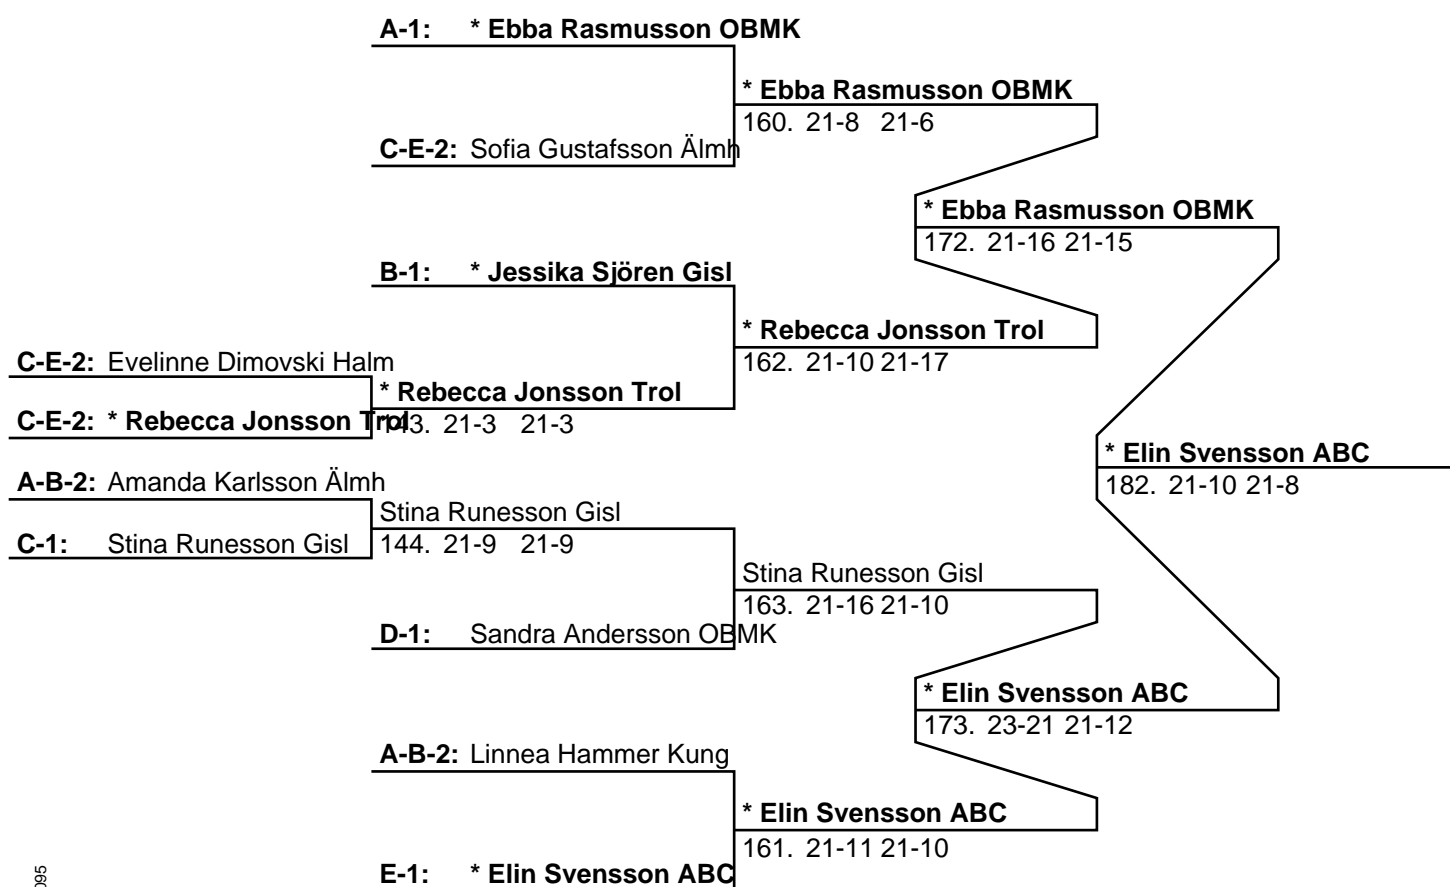 A-1: * Ebba Rasmusson OBMK
* Ebba Rasmusson OBMK
160. 21-8 21-6
C-E-2: Sofia Gustafsson Älmh
* Ebba Rasmusson OBMK
172. 21-16 21-15
B-1: * Jessika Sjören Gisl
* Rebecca Jonsson Trol
162. 21-10 21-17
C-E-2: Evelinne Dimovski Halm
* Rebecca Jonsson Trol
C-E-2: * Rebecca Jonsson Trol
143. 21-3 21-3
* Elin Svensson ABC
182. 21-10 21-8
A-B-2: Amanda Karlsson Älmh
Stina Runesson Gisl
C-1: Stina Runesson Gisl
144. 21-9 21-9
Stina Runesson Gisl
163. 21-16 21-10
D-1: Sandra Andersson OBMK
* Elin Svensson ABC
173. 23-21 21-12
A-B-2: Linnea Hammer Kung
* Elin Svensson ABC
161. 21-11 21-10
E-1: * Elin Svensson ABC